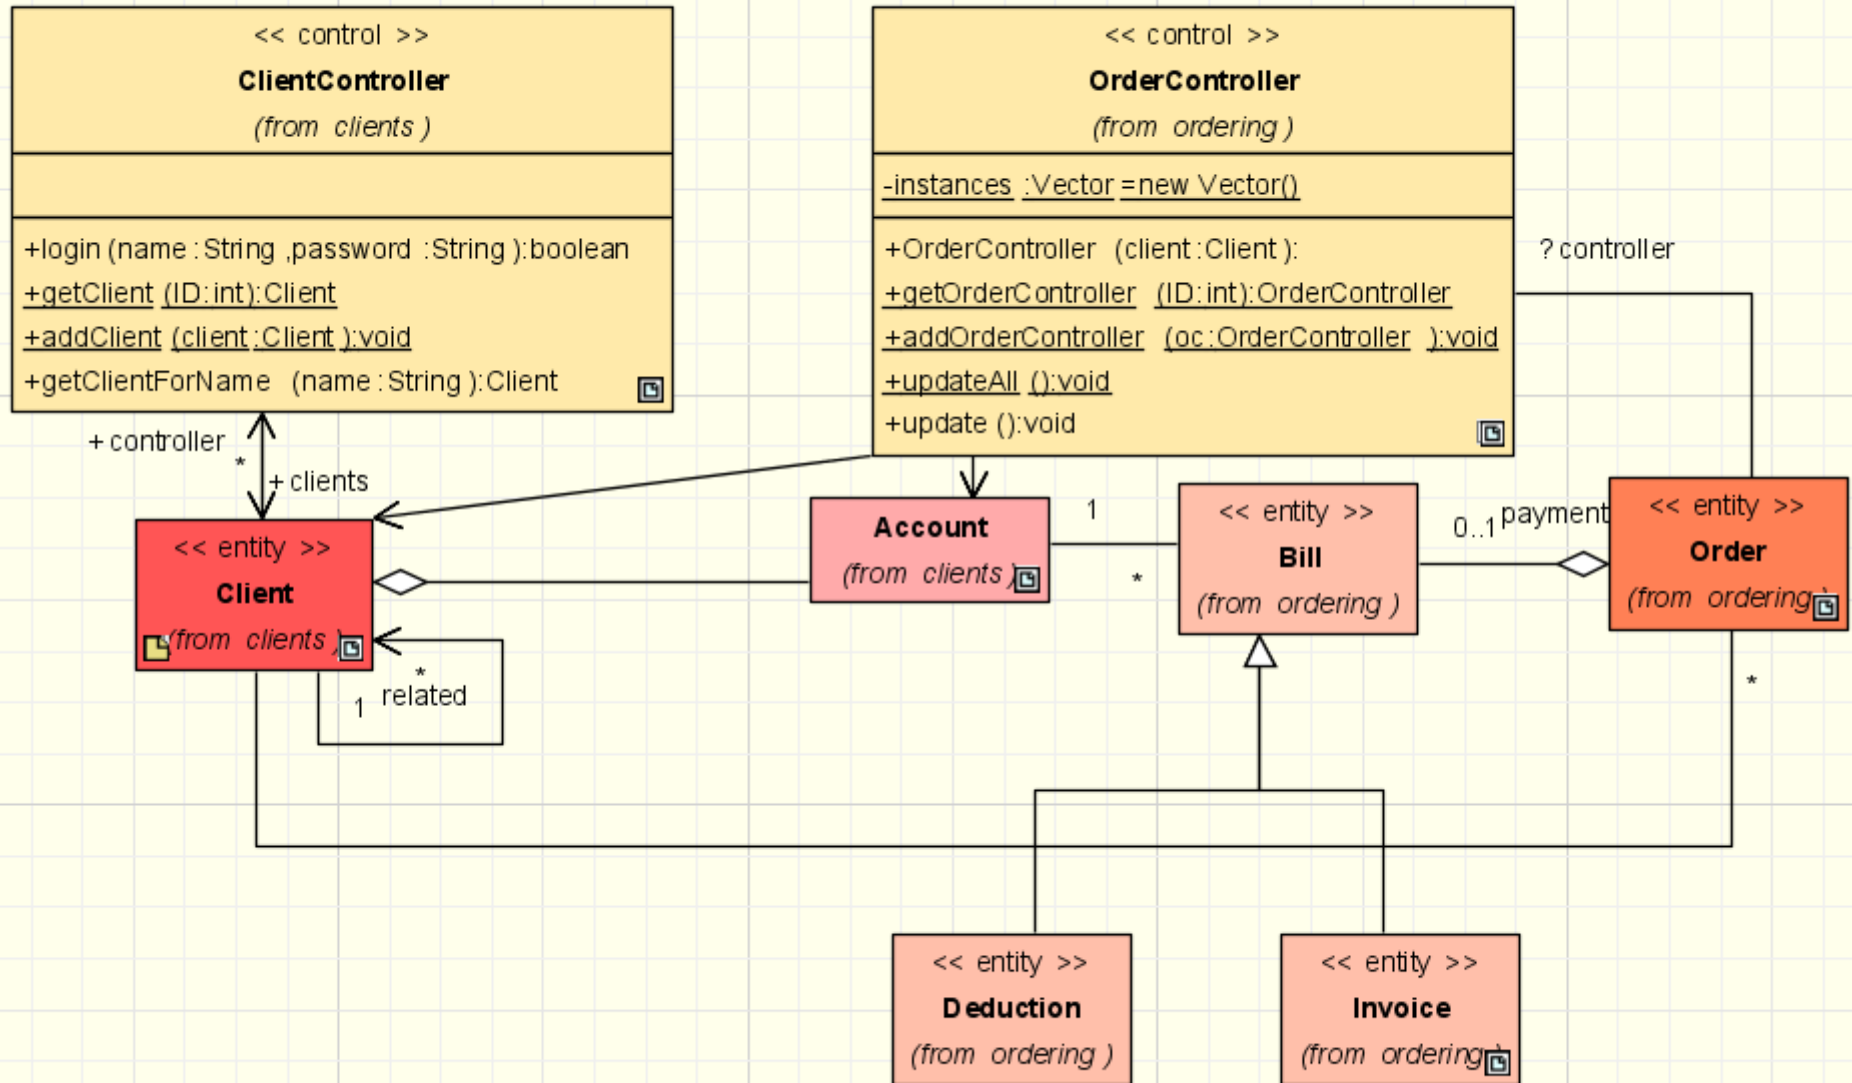 << control >>
ClientController
(from clients)
+login(name:String,password:String):boolean
+getClient(ID:int):Client
+addClient(client:Client):void
+getClientForName(name:String):Client
<< control >>
OrderController
(from ordering)
-instances:Vector=new Vector()
+OrderController(client:Client):
+getOrderController(ID:int):OrderController
+addOrderController(oc:OrderController):void
+updateAll():void
+update():void
? controller
+ controller
*
+ clients
<< entity >>
Client
(from clients)
*
related
1
Account
(from clients)
1
*
<< entity >>
Bill
(from ordering)
0..1
payment
<< entity >>
Order
(from ordering)
*
<< entity >>
Deduction
(from ordering)
<< entity >>
Invoice
(from ordering)